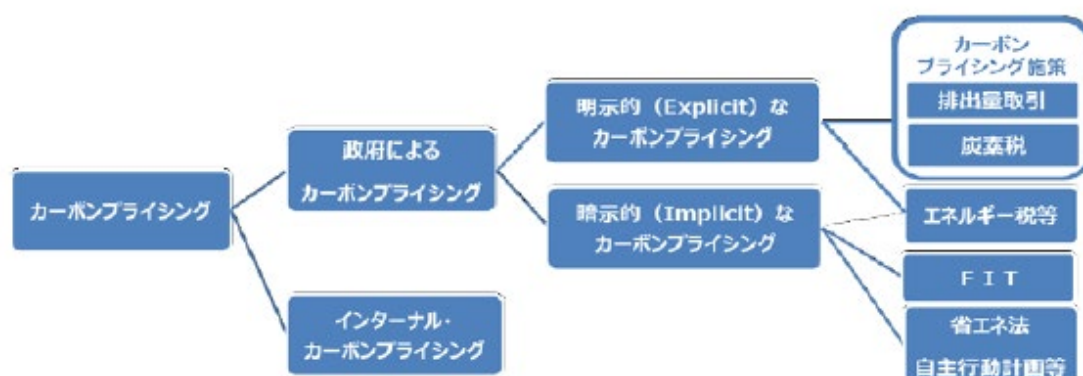 カーボンプライシング
政府による
カーボンプライシング
インターナル・
カーボンプライシング
明示的（Explicit）な
カーボンプライシング
暗示的（Implicit）な
カーボンプライシング
カーボン
プライシング施策
排出量取引
炭素税
エネルギー税等
ＦＩＴ
省エネ法
自主行動計画等